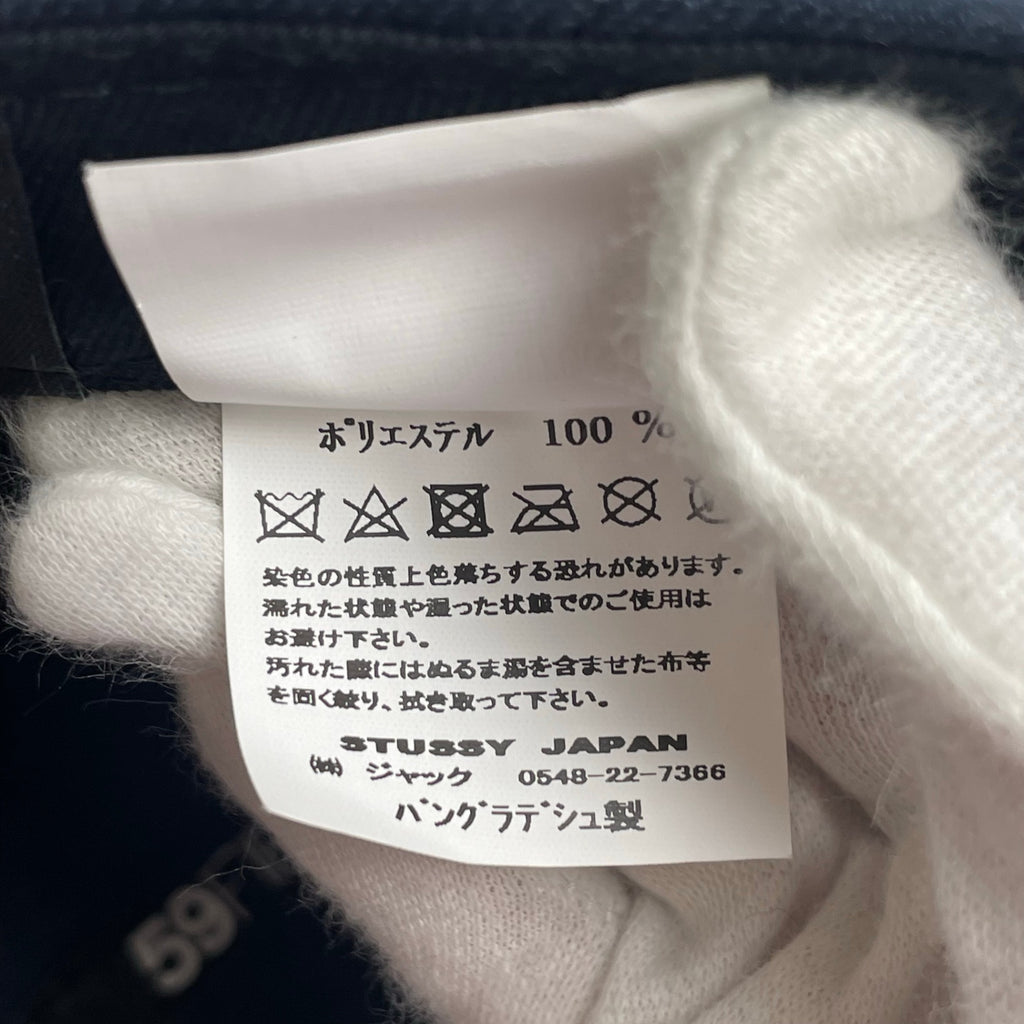 ポリエステル 100 %
染色の性質上色落ちする恐れがあります。
濡れた状態や湿った状態でのご使用は
お避け下さい。
汚れた際にはぬるま湯を含ませた布等
を固く絞り、拭き取って下さい。
STUSSY JAPAN
㈱ ジャック 0548-22-7366
バングラデシュ製
59